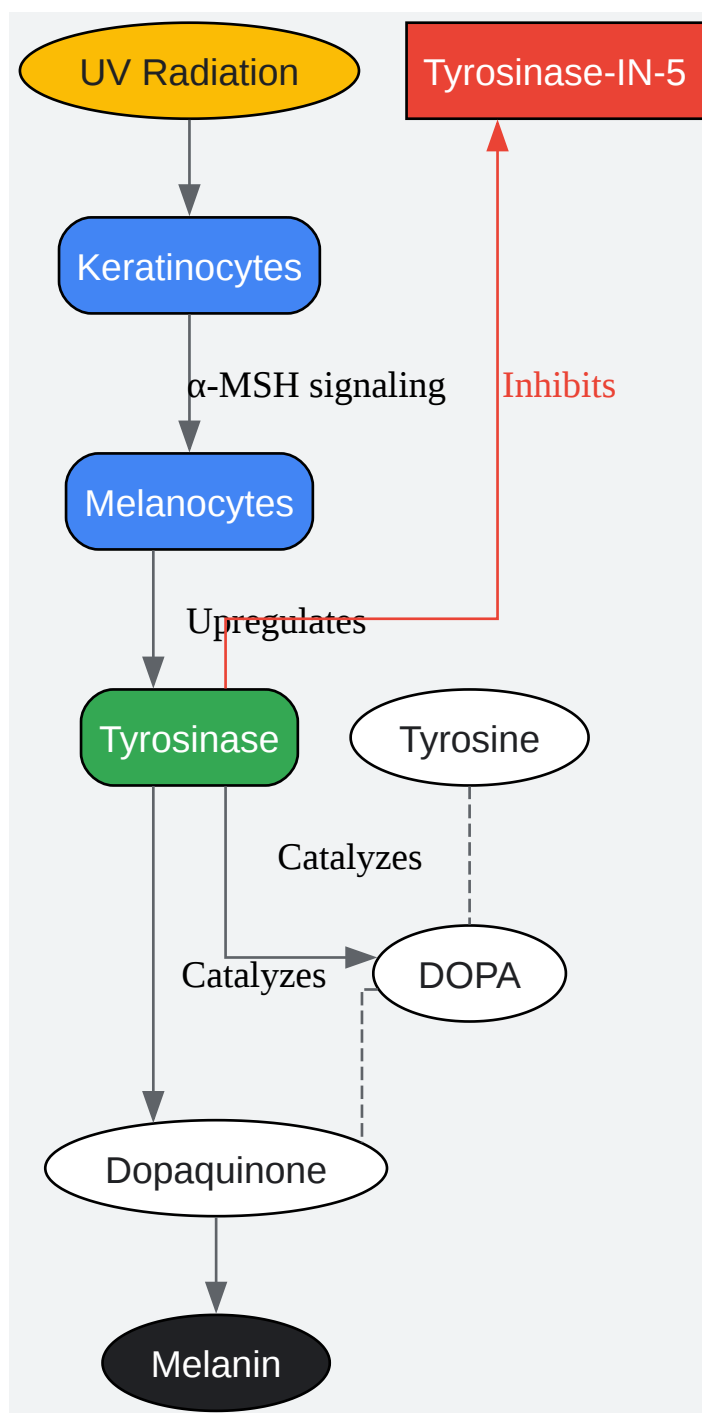 UV Radiation
Tyrosinase-IN-5
Keratinocytes
α-MSH signaling
Inhibits
Melanocytes
Upregulates
Tyrosinase
Tyrosine
Catalyzes
Catalyzes
DOPA
Dopaquinone
Melanin